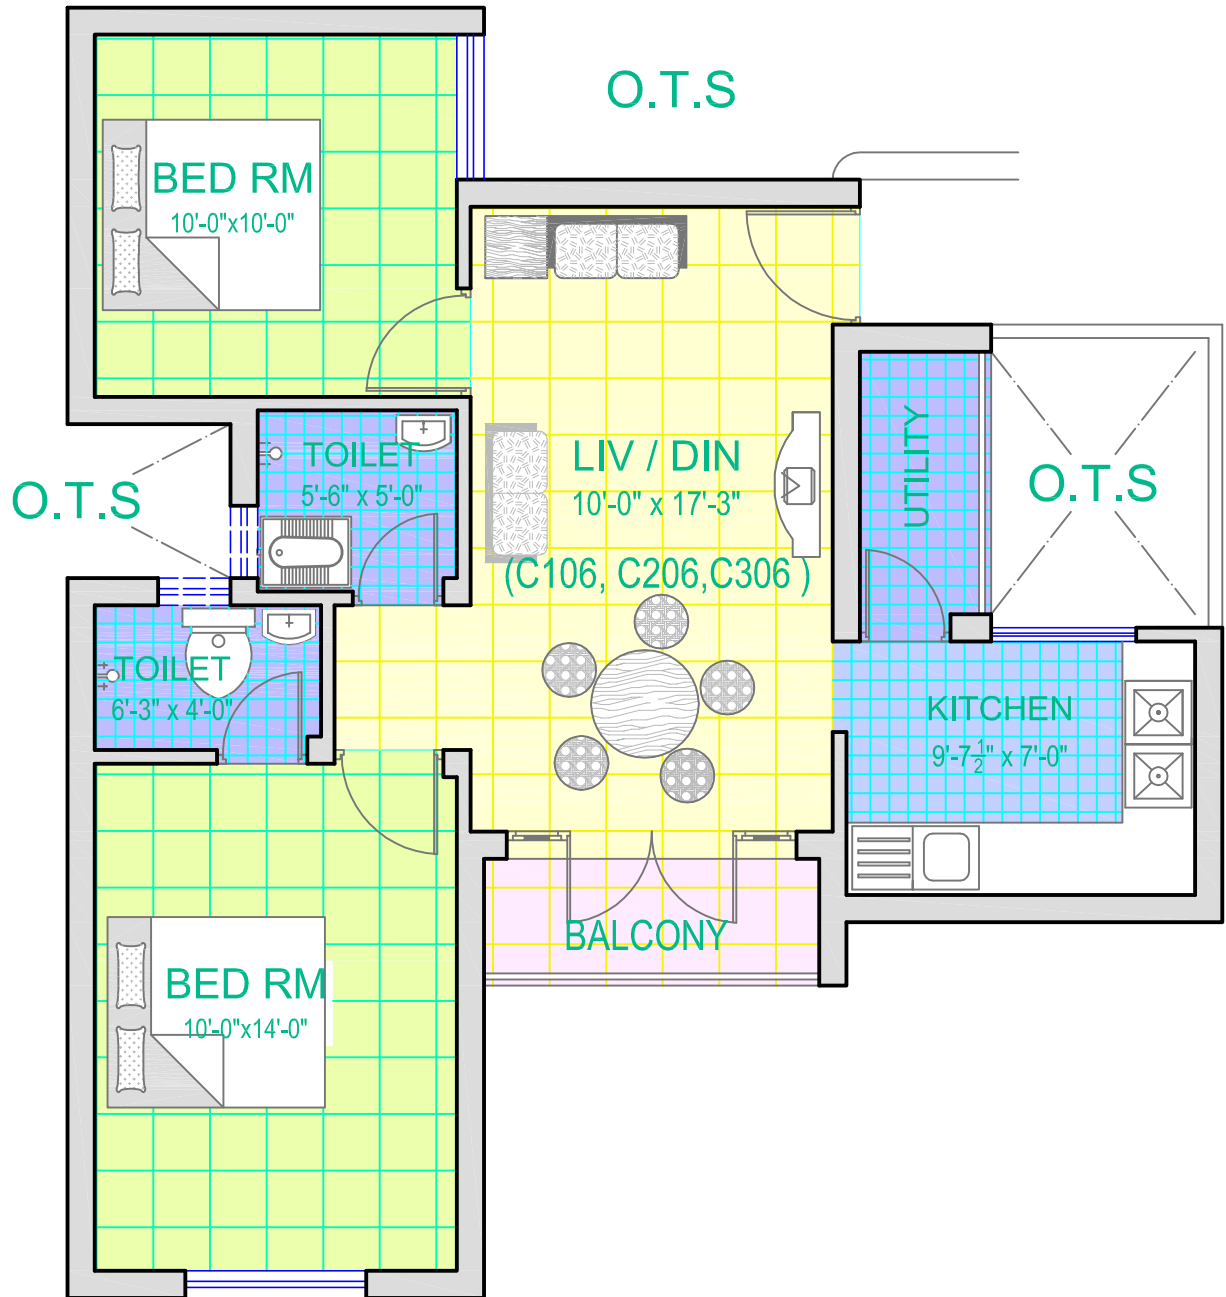 O.T.S
BED RM
10'-0"x10'-0"
TOILET
5'-6" x 5'-0"
LIV / DIN
10'-0" x 17'-3"
(C106, C206,C306 )
UTILITY
O.T.S
O.T.S
TOILET
6'-3" x 4'-0"
KITCHEN
9'-7½" x 7'-0"
BALCONY
BED RM
10'-0"x14'-0"